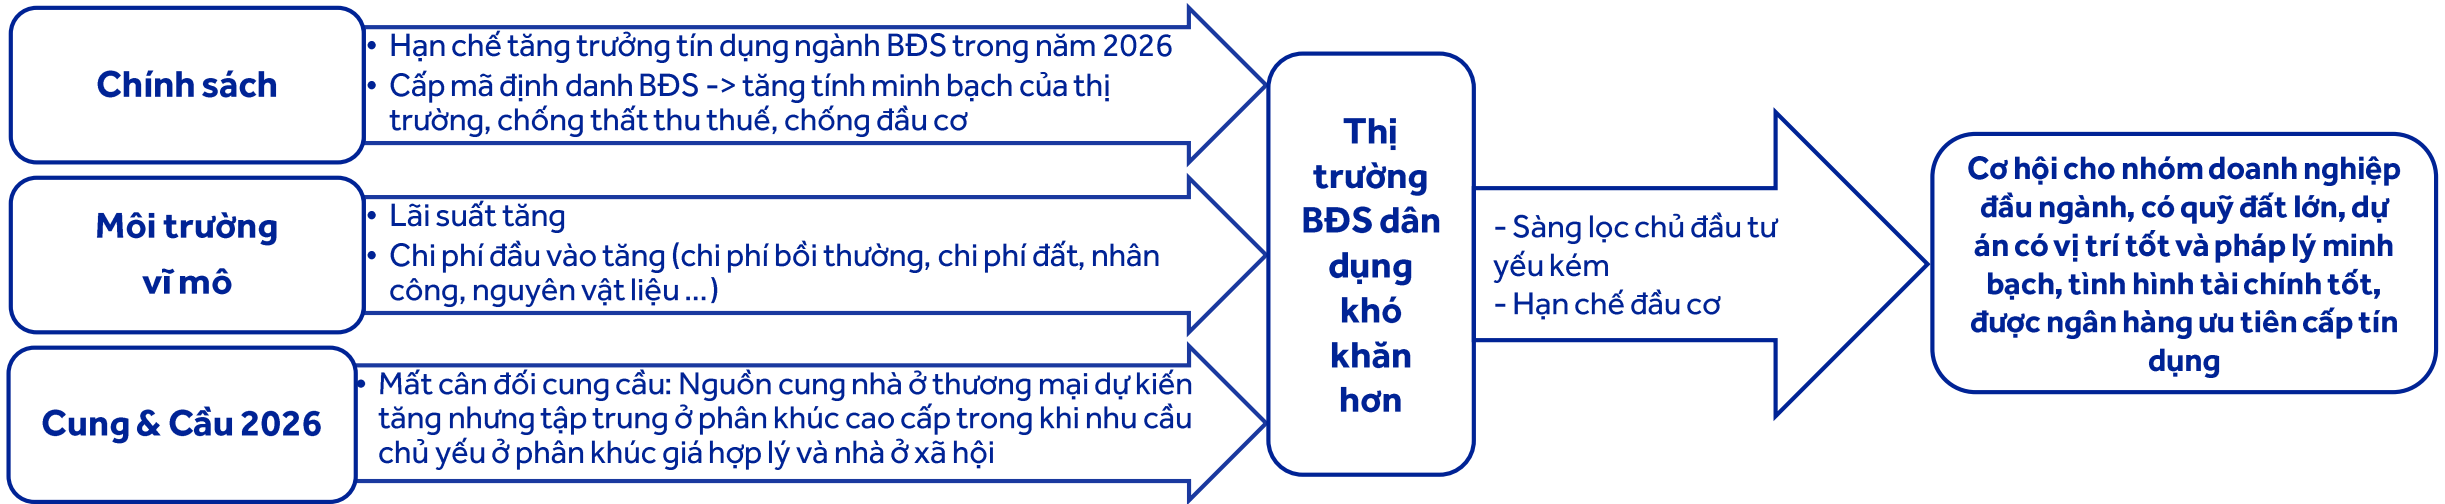 Chính sách
• Hạn chế tăng trưởng tín dụng ngành BĐS trong năm 2026
• Cấp mã định danh BĐS -> tăng tính minh bạch của thị
trường, chống thất thu thuế, chống đầu cơ
Môi trường
vĩ mô
• Lãi suất tăng
• Chi phí đầu vào tăng (chi phí bồi thường, chi phí đất, nhân
công, nguyên vật liệu ...)
Cung & Cầu 2026
• Mất cân đối cung cầu: Nguồn cung nhà ở thương mại dự kiến
tăng nhưng tập trung ở phân khúc cao cấp trong khi nhu cầu
chủ yếu ở phân khúc giá hợp lý và nhà ở xã hội
Thị
trường
BĐS dân
dụng
khó
khăn
hơn
- Sàng lọc chủ đầu tư
yếu kém
- Hạn chế đầu cơ
Cơ hội cho nhóm doanh nghiệp
đầu ngành, có quỹ đất lớn, dự
án có vị trí tốt và pháp lý minh
bạch, tình hình tài chính tốt,
được ngân hàng ưu tiên cấp tín
dụng